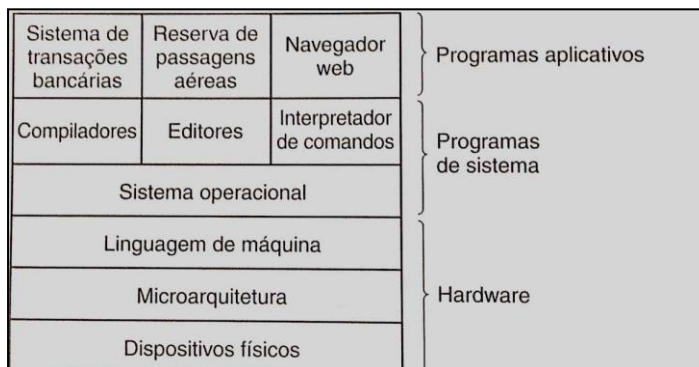 Sistema de
transações
bancárias
Reserva de
passagens
aéreas
Navegador
web
Programas aplicativos
Compiladores
Editores
Interpretador
de comandos
Programas
de sistema
Sistema operacional
Linguagem de máquina
Microarquitetura
Hardware
Dispositivos físicos